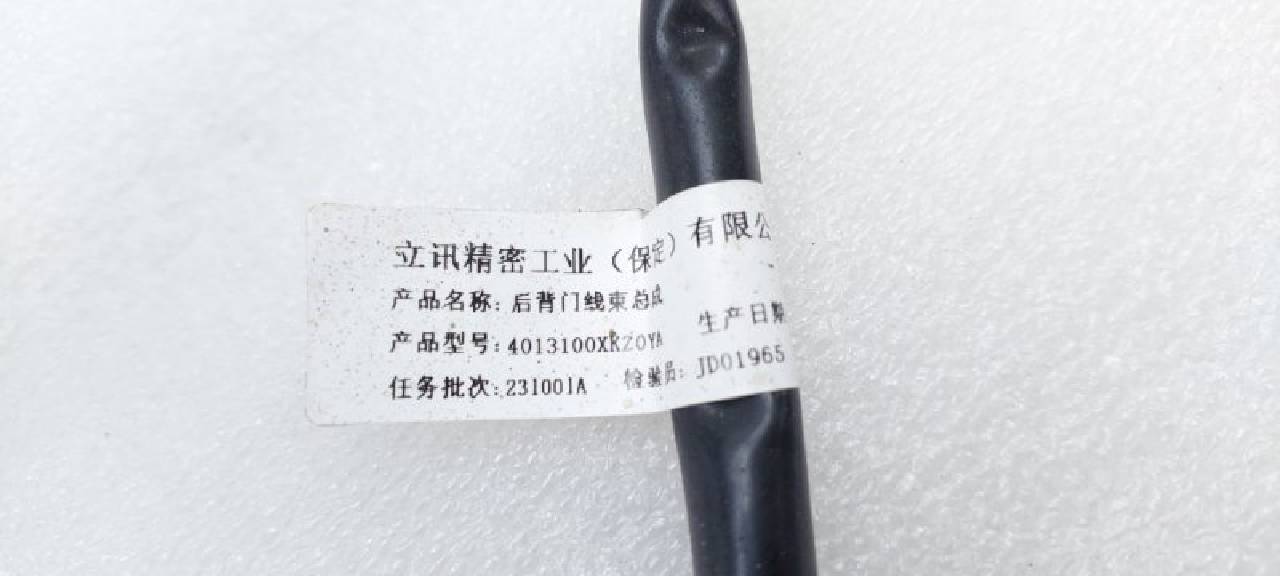 立讯精密工业（保定）有限公
产品名称:后背门线束总成
产品型号:4013100XRZ0YA 生产日期
任务批次:231001A 检验员:JD01965